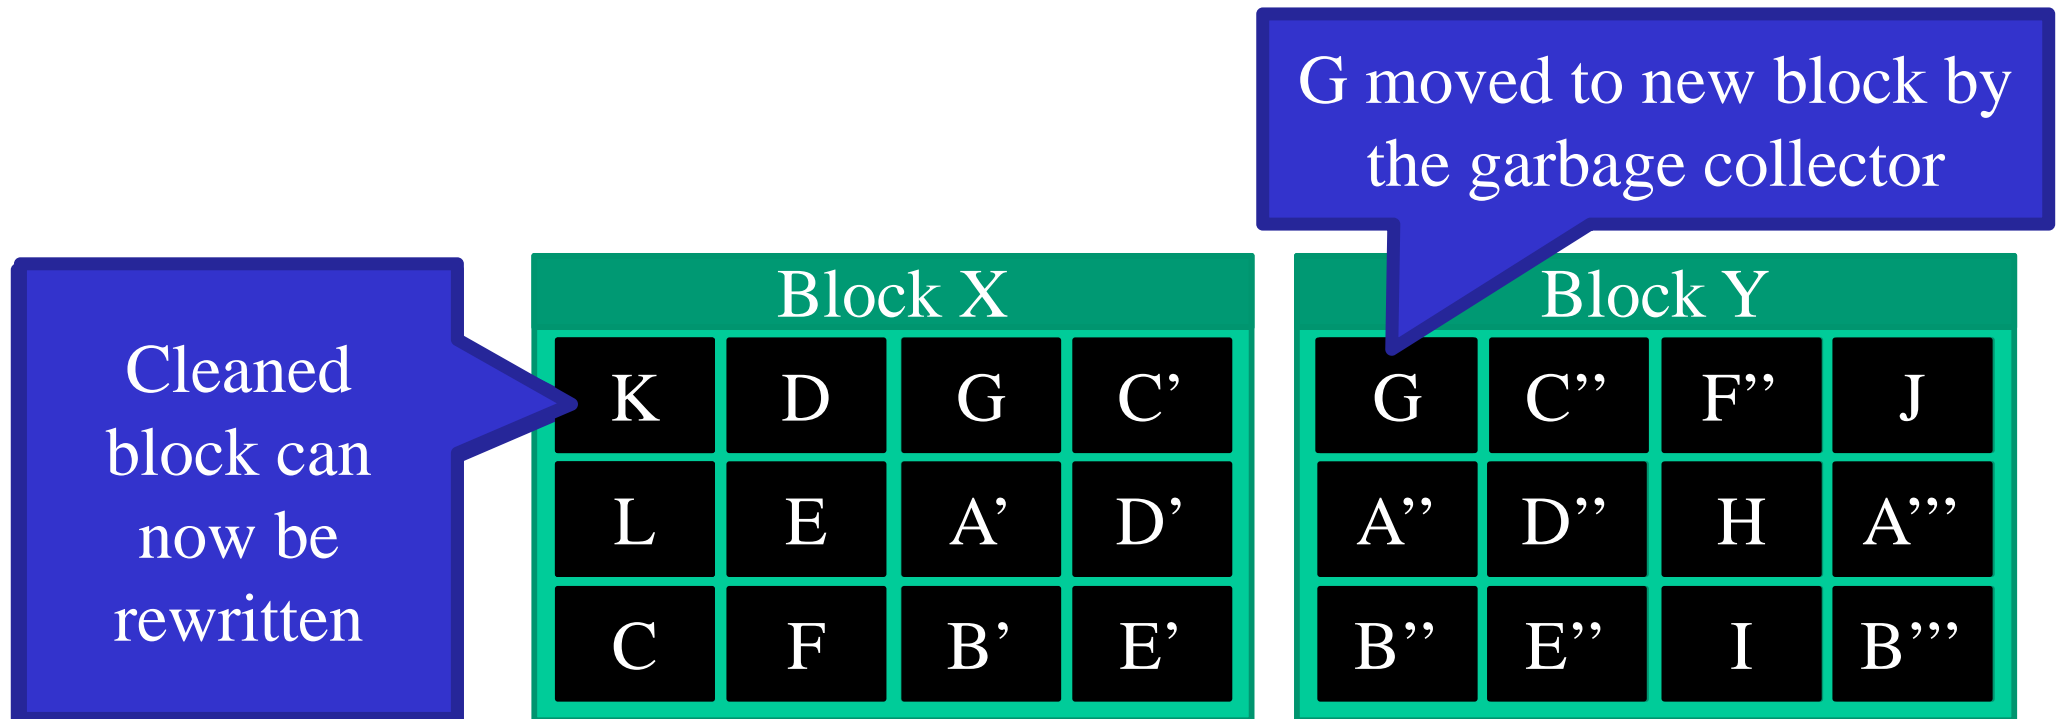 G moved to new block by
the garbage collector
Cleaned
block can
now be
rewritten
Block X
K D G C'
L E A' D'
C F B' E'
Block Y
G C’’ F’’ J
A’’ D’’ H A’’’
B’’ E’’ I B’’’